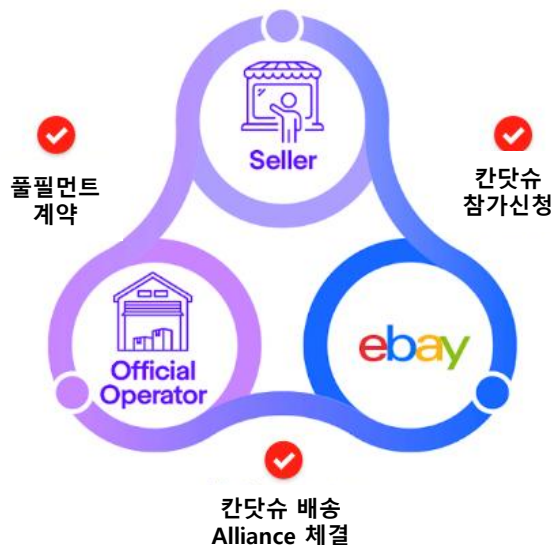 Seller
풀필먼트
계약
칸닷슈
참가신청
Official
Operator
ebay
칸닷슈 배송
Alliance 체결